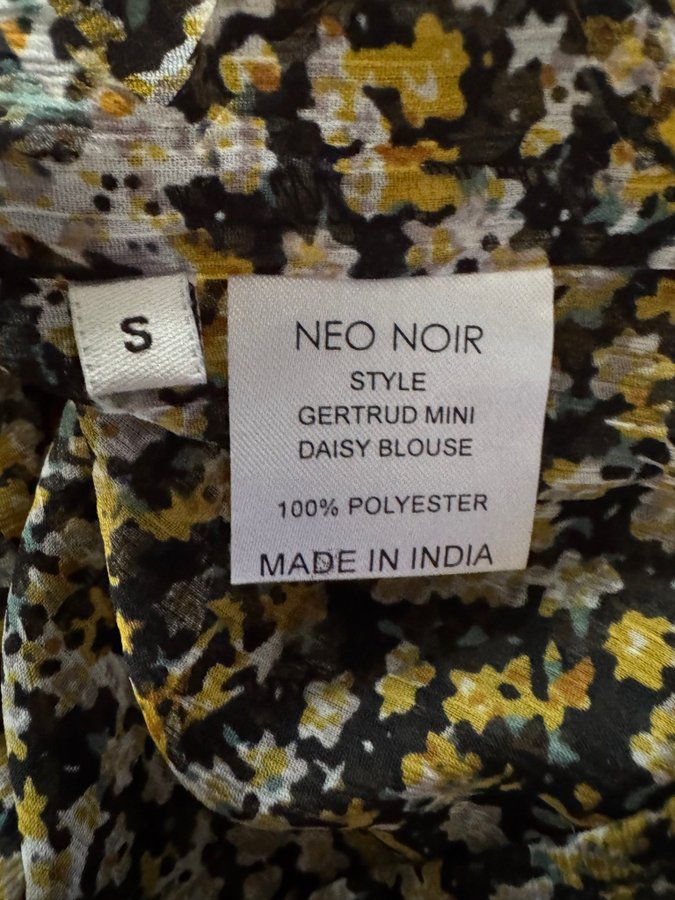 S
NEO NOIR
STYLE
GERTRUD MINI
DAISY BLOUSE
100% POLYESTER
MADE IN INDIA